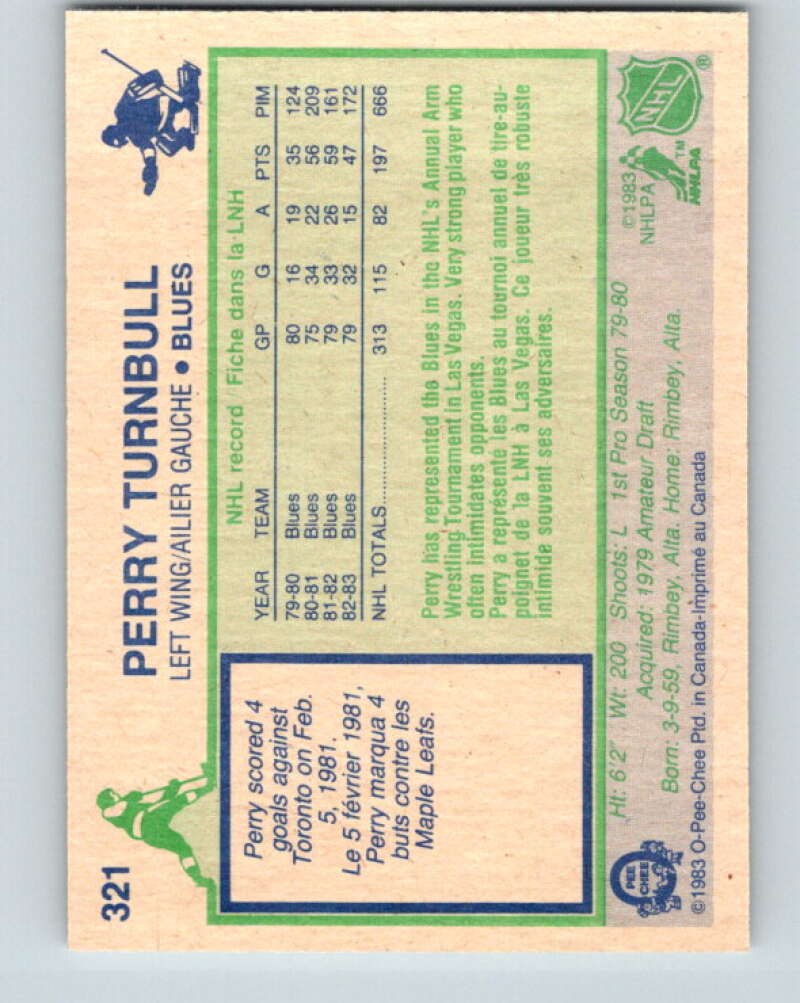 321
PERRY TURNBULL
LEFT WING/AILIER GAUCHE • BLUES
Perry scored 4
goals against
Toronto on Feb.
5, 1981.
Le 5 février 1981,
Perry marqua 4
buts contre les
Maple Leafs.
NHL record / Fiche dans la LNH
YEAR TEAM GP G A PTS PIM
79-80 Blues 80 16 19 35 124
80-81 Blues 75 34 22 56 209
81-82 Blues 79 33 26 59 161
82-83 Blues 79 32 15 47 172
NHL TOTALS 313 115 82 197 666
Perry has represented the Blues in the NHL's Annual Arm
Wrestling Tournament in Las Vegas. Very strong player who
often intimidates opponents.
Perry a représenté les Blues au tournoi annuel de tire-au-
poignet de la LNH à Las Vegas. Ce joueur très robuste
intimide souvent ses adversaires.
PEE
CHEE
Ht: 6'2" Wt: 200 Shoots: L 1st Pro Season 79-80
Acquired: 1979 Amateur Draft
Born: 3-9-59, Rimbey, Alta. Home: Rimbey, Alta.
©1983 O-Pee-Chee Ptd. in Canada-Imprimé au Canada
©1983
NHLPA
NHL ®
NHLPA ™